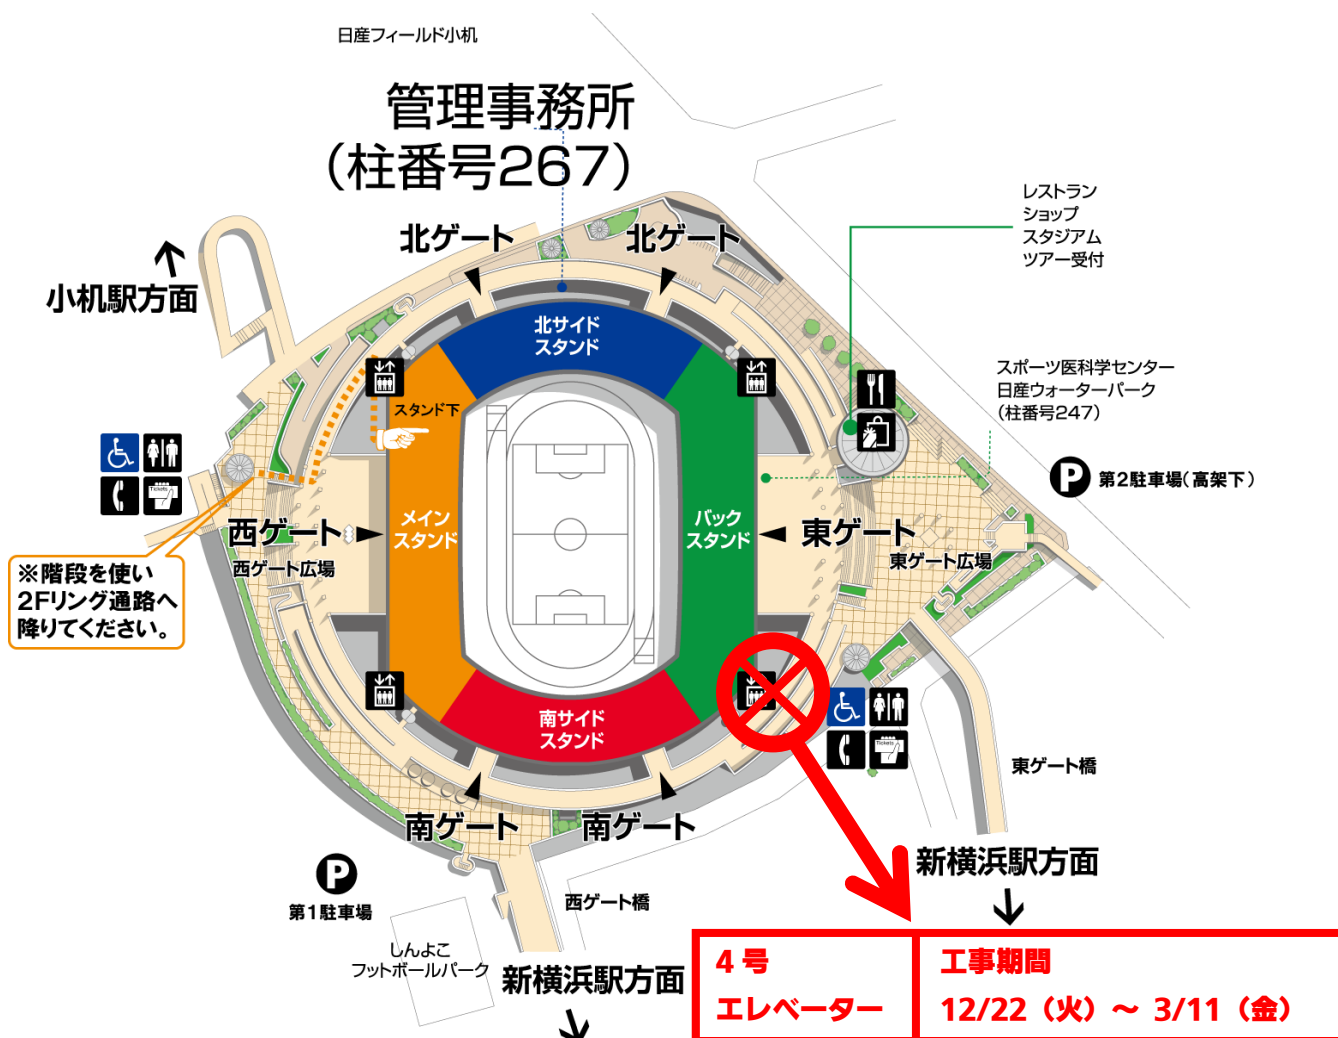 日産フィールド小机
管理事務所
（柱番号267）
北ゲート
北ゲート
レストラン
ショップ
スタジアム
ツアー受付
小机駅方面
北サイド
スタンド
スポーツ医科学センター
日産ウォーターパーク
（柱番号247）
スタンド下
P 第2駐車場（高架下）
Tickets
西ゲート
西ゲート広場
メイン
スタンド
バック
スタンド
東ゲート
東ゲート広場
※階段を使い
2Fリング通路へ
降りてください。
南サイド
スタンド
Tickets
東ゲート橋
南ゲート
南ゲート
新横浜駅方面
P
第1駐車場
西ゲート橋
しんよこ
フットボールパーク
新横浜駅方面
4号
エレベーター
工事期間
12/22（火）～ 3/11（金）